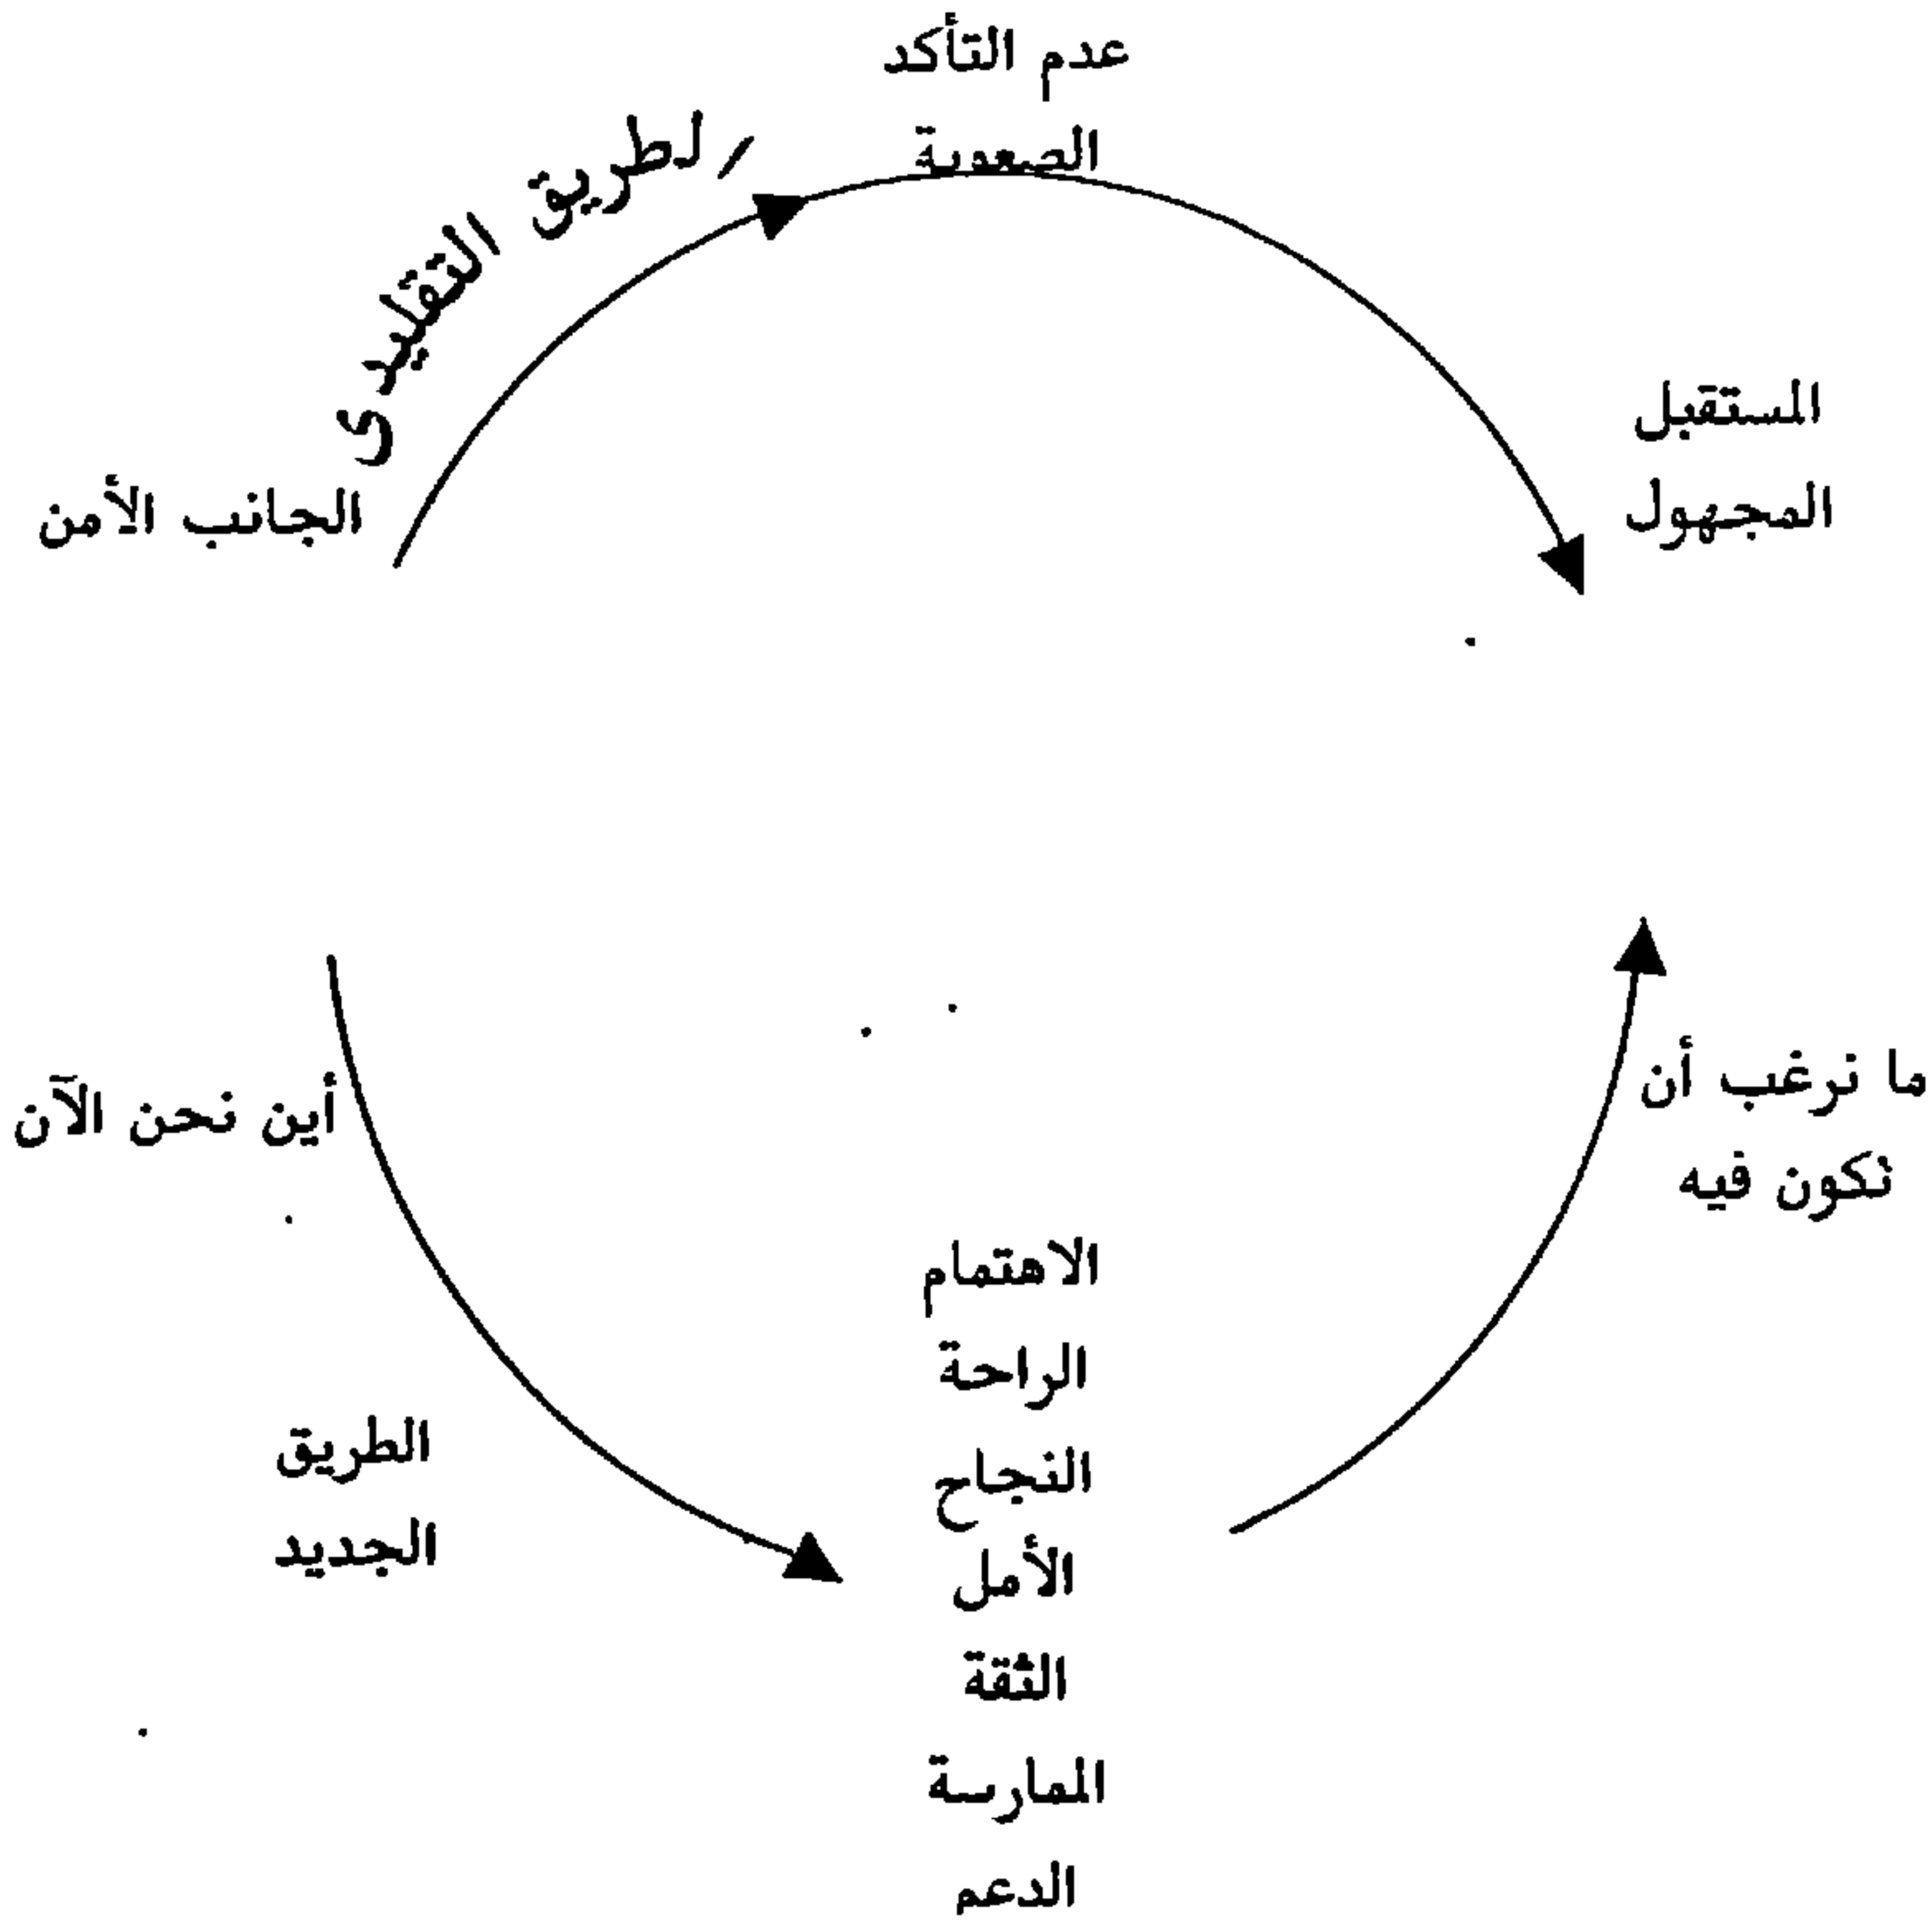 عدم التأكد
الصعوبة
الطريق التقليدي
المستقبل
المجهول
الجانب الأمن
ما نرغب أن
نكون فيه
أين نحن الآن
الاهتمام
الراحة
النجاح
الأمل
الثقة
الممارسة
الدعم
الطريق
الجديد